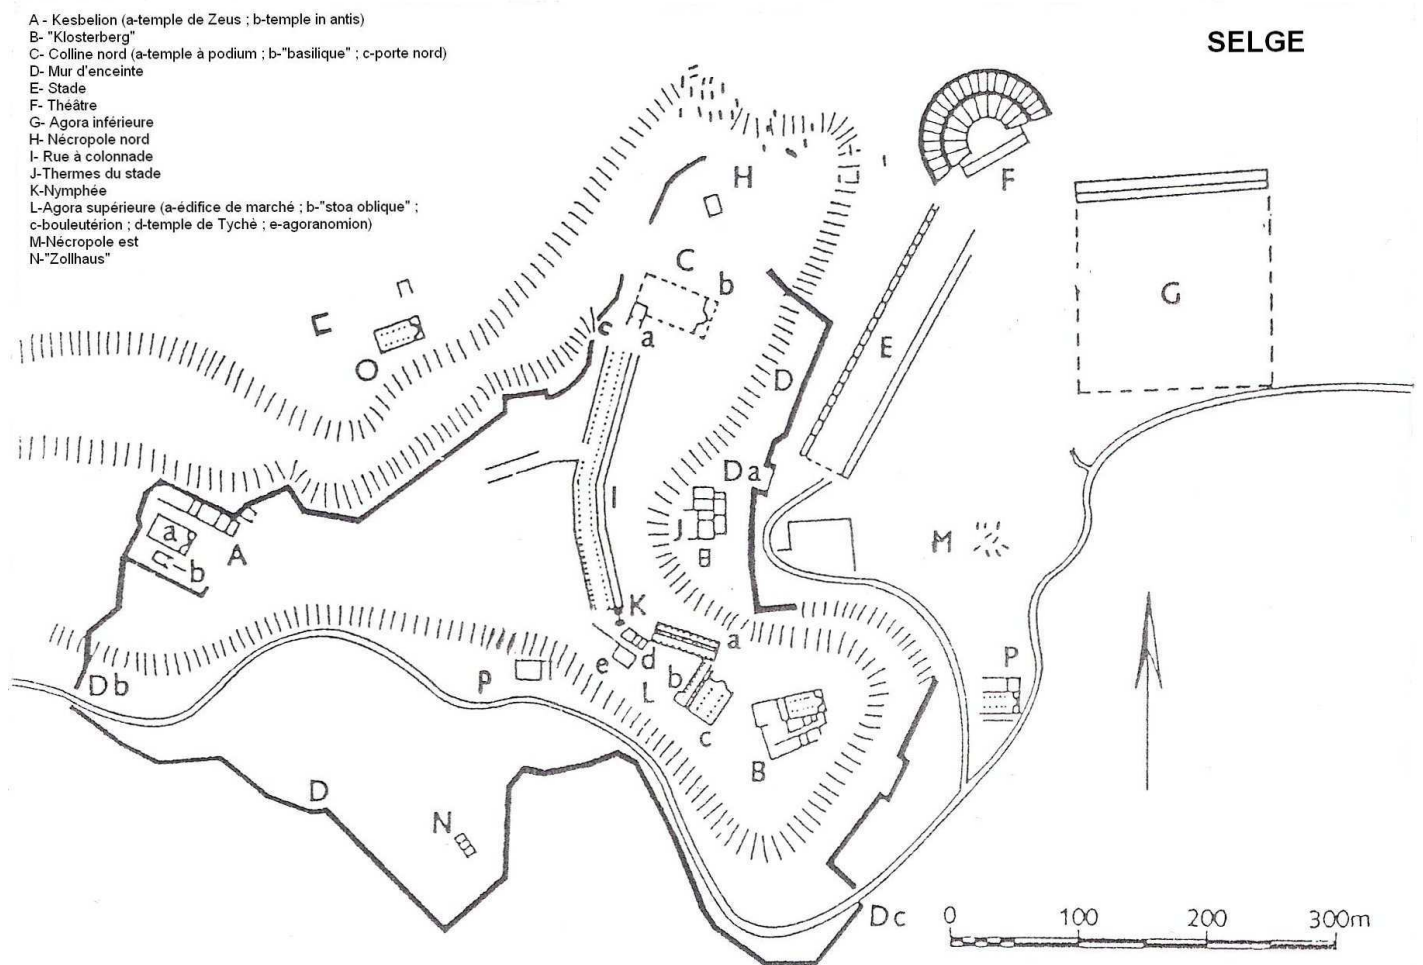 A - Kesbelion (a-temple de Zeus ; b-temple in antis)
B- "Klosterberg"
C- Colline nord (a-temple à podium ; b-"basilique" ; c-porte nord)
D- Mur d'enceinte
E- Stade
F- Théâtre
G- Agora inférieure
H- Nécropole nord
I- Rue à colonnade
J-Thermes du stade
K-Nymphée
L-Agora supérieure (a-édifice de marché ; b-"stoa oblique" ;
c-bouleutérion ; d-temple de Tychè ; e-agoranomion)
M-Nécropole est
N-"Zollhaus"
SELGE
H
F
C
b
G
c
a
E
O
D
Da
I
J
M
a
A
b
K
a
d
e
P
L
b
P
Db
c
B
D
N
Dc
0 100 200 300m